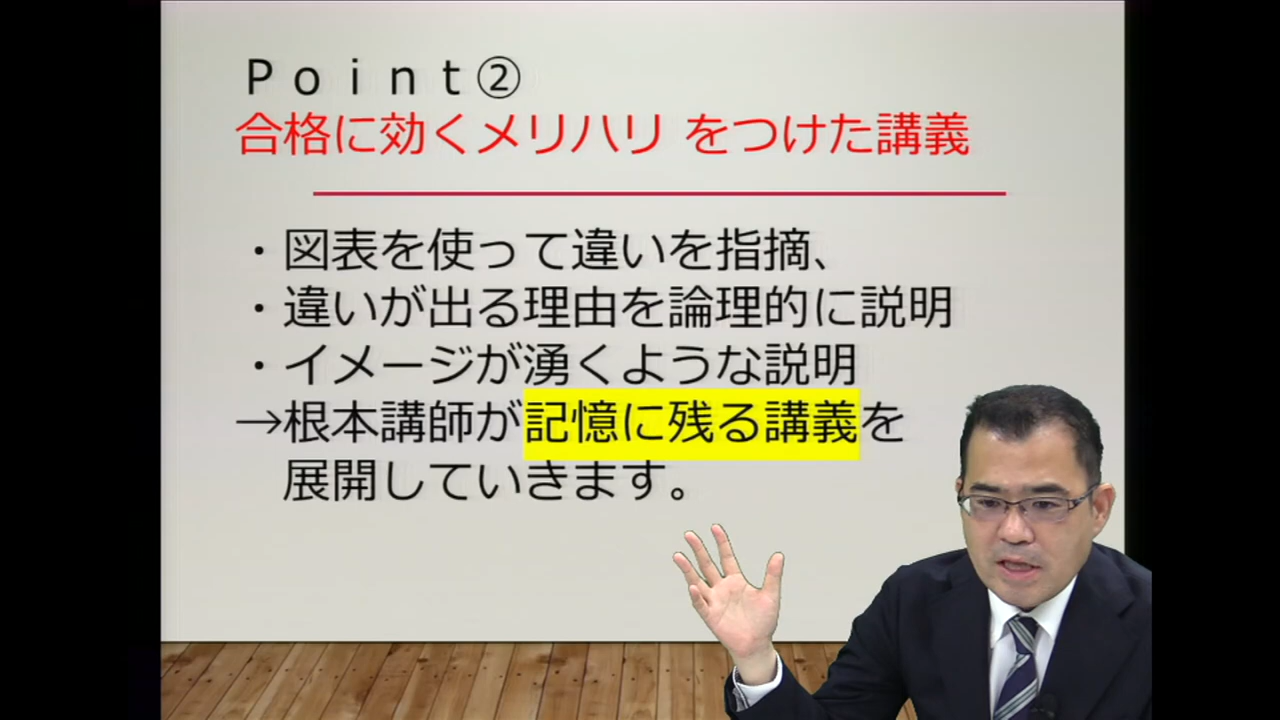 Point②
合格に効くメリハリ をつけた講義
・図表を使って違いを指摘、
・違いが出る理由を論理的に説明
・イメージが湧くような説明
→根本講師が記憶に残る講義を
展開していきます。